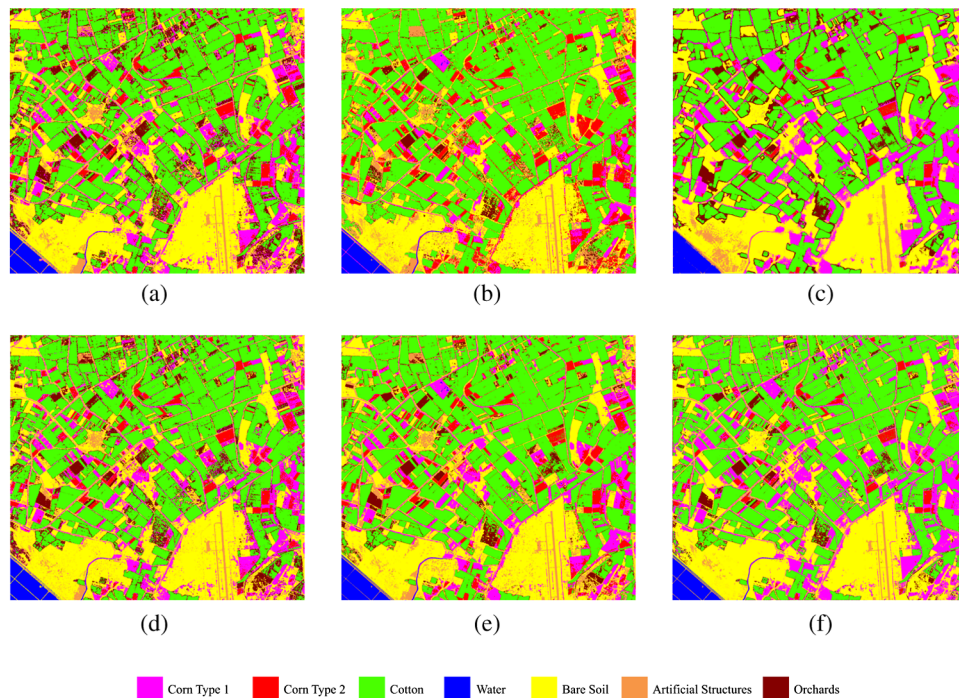 (a) (b) (c)
(d) (e) (f)
Corn Type 1 Corn Type 2 Cotton Water Bare Soil Artificial Structures Orchards